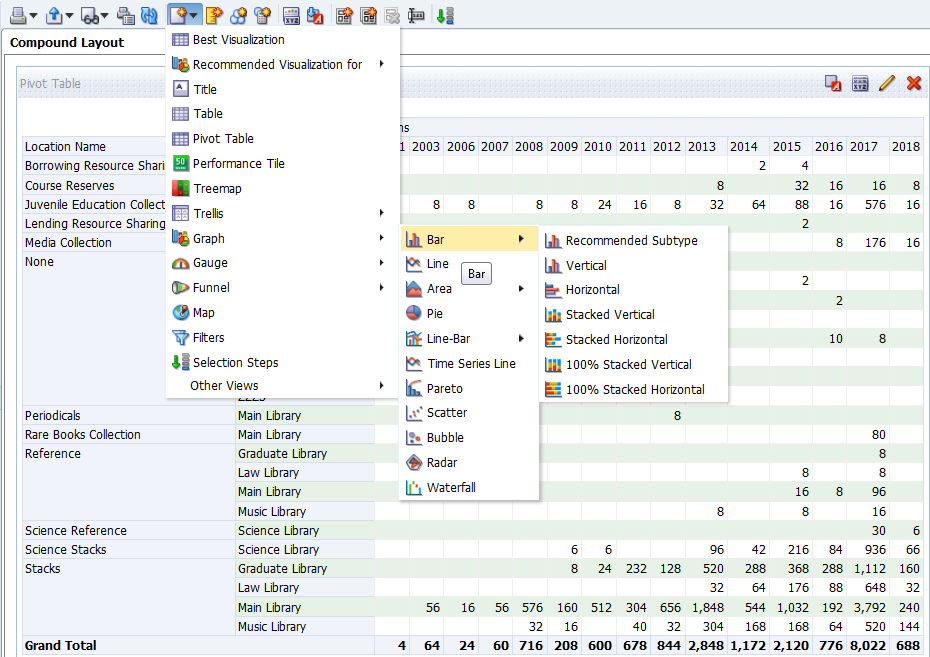 Compound Layout
Pivot Table
Best Visualization
Recommended Visualization for
Title
Table
Pivot Table
Performance Tile
Treemap
Trellis
Graph
Gauge
Funnel
Map
Filters
Selection Steps
Other Views
Bar
Line
Area
Pie
Line-Bar
Time Series Line
Pareto
Scatter
Bubble
Radar
Waterfall
Bar
Recommended Subtype
Vertical
Horizontal
Stacked Vertical
Stacked Horizontal
100% Stacked Vertical
100% Stacked Horizontal
Location Name 1 2003 2006 2007 2008 2009 2010 2011 2012 2013 2014 2015 2016 2017 2018
Borrowing Resource Shari 2 4
Course Reserves 8 32 16 16 8
Juvenile Education Collect 8 8 8 8 24 16 8 32 64 88 16 576 16
Lending Resource Sharing 2
Media Collection 8 176 16
None
2
2
10 8
Periodicals Main Library 8
Rare Books Collection Main Library 80
Reference Graduate Library 8
Law Library 8 8
Main Library 16 8 96
Music Library 8 8 16
Science Reference Science Library 30 6
Science Stacks Science Library 6 6 96 42 216 84 936 66
Stacks Graduate Library 8 24 232 128 520 288 368 288 1,112 160
Law Library 32 64 176 88 648 32
Main Library 56 16 56 576 160 512 304 656 1,848 544 1,032 192 3,792 240
Music Library 32 16 40 32 304 168 168 64 520 144
Grand Total 4 64 24 60 716 208 600 678 844 2,848 1,172 2,120 776 8,022 688